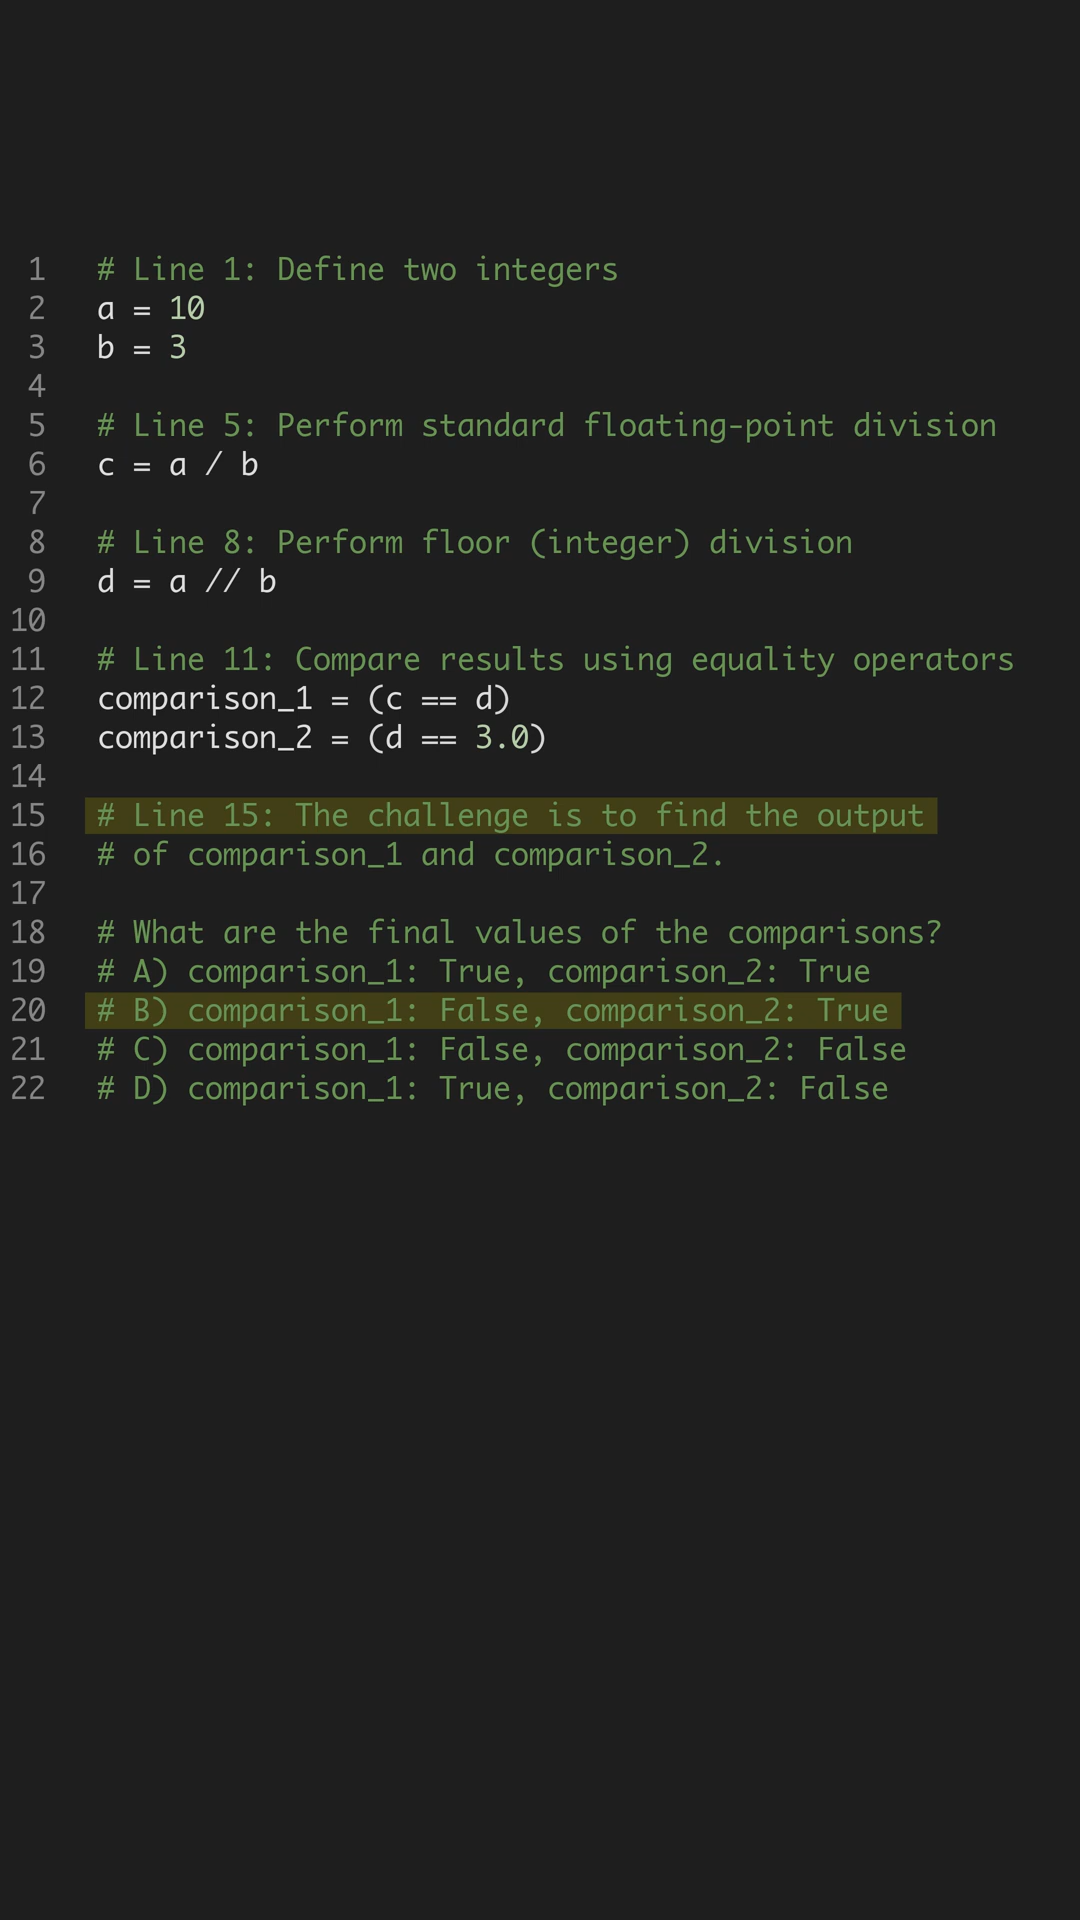 1 # Line 1: Define two integers
2 a = 10
3 b = 3
4
5 # Line 5: Perform standard floating-point division
6 c = a / b
7
8 # Line 8: Perform floor (integer) division
9 d = a // b
10
11 # Line 11: Compare results using equality operators
12 comparison_1 = (c == d)
13 comparison_2 = (d == 3.0)
14
15 # Line 15: The challenge is to find the output
16 # of comparison_1 and comparison_2.
17
18 # What are the final values of the comparisons?
19 # A) comparison_1: True, comparison_2: True
20 # B) comparison_1: False, comparison_2: True
21 # C) comparison_1: False, comparison_2: False
22 # D) comparison_1: True, comparison_2: False